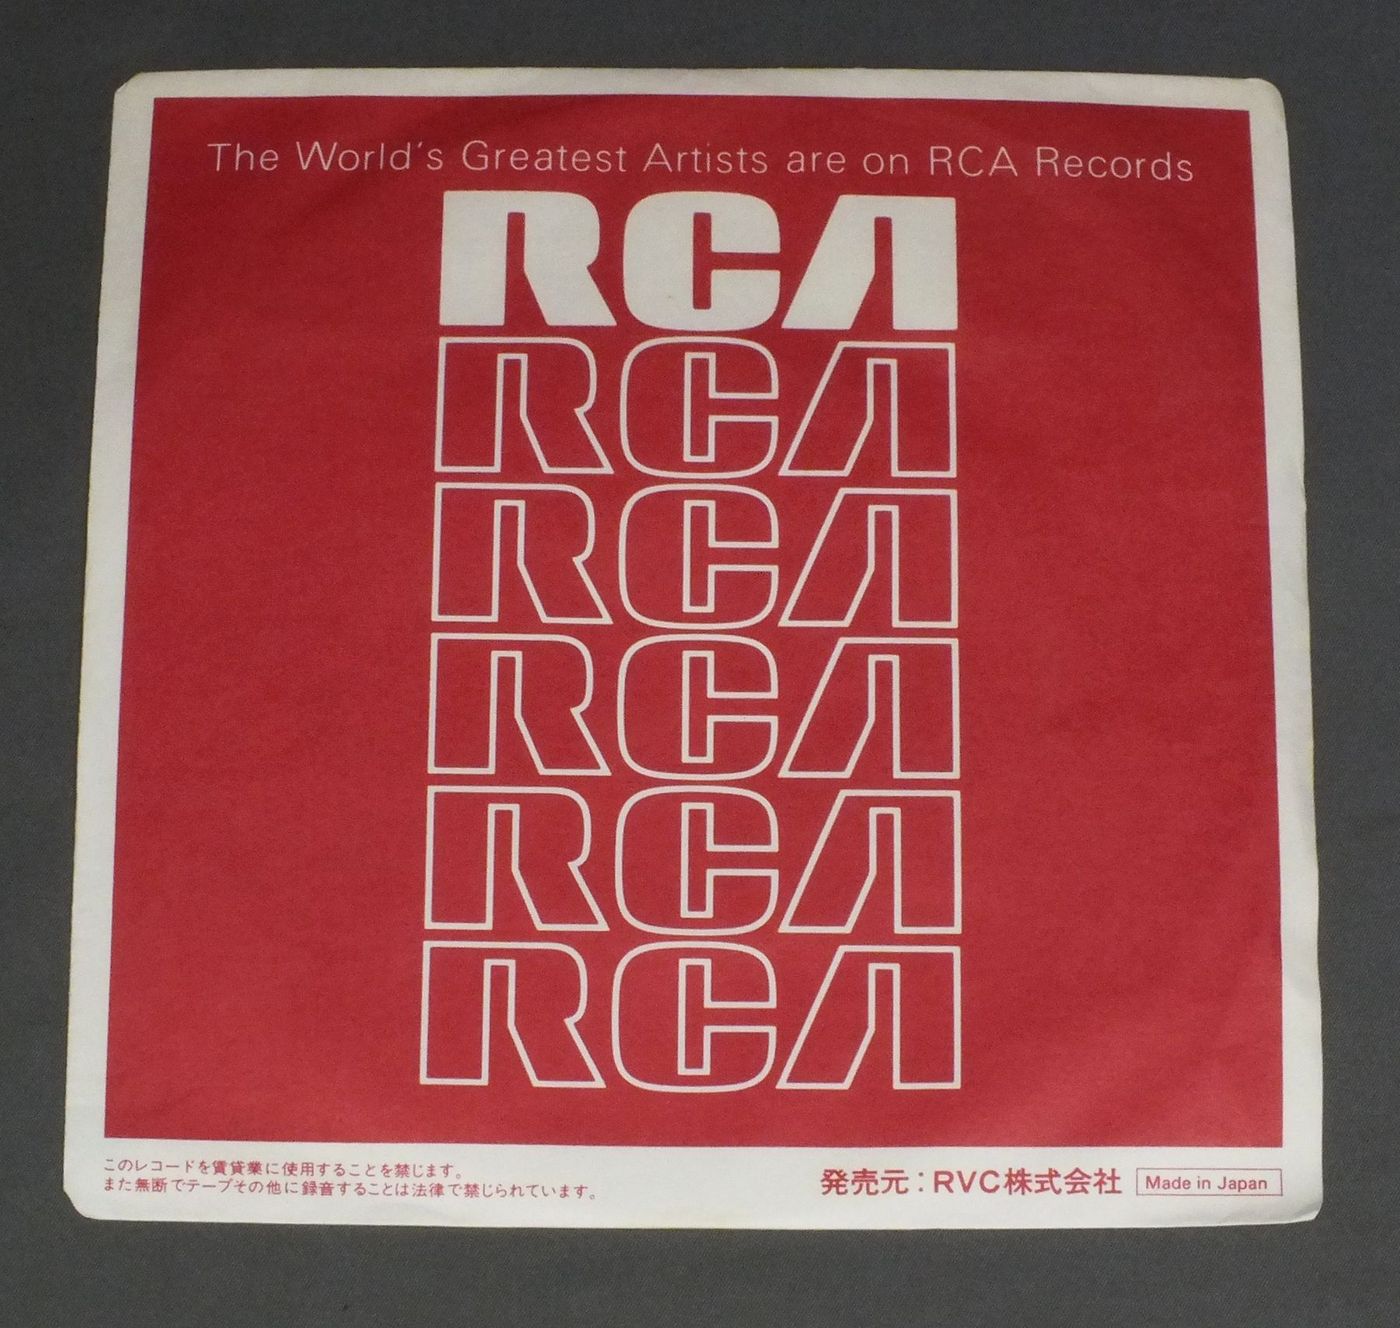 The World's Greatest Artists are on RCA Records
RCA
RCA
RCA
RCA
RCA
RCA
このレコードを賃貸業に使用することを禁じます。
また無断でテープその他に録音することは法律で禁じられています。
発売元：RVC株式会社 Made in Japan